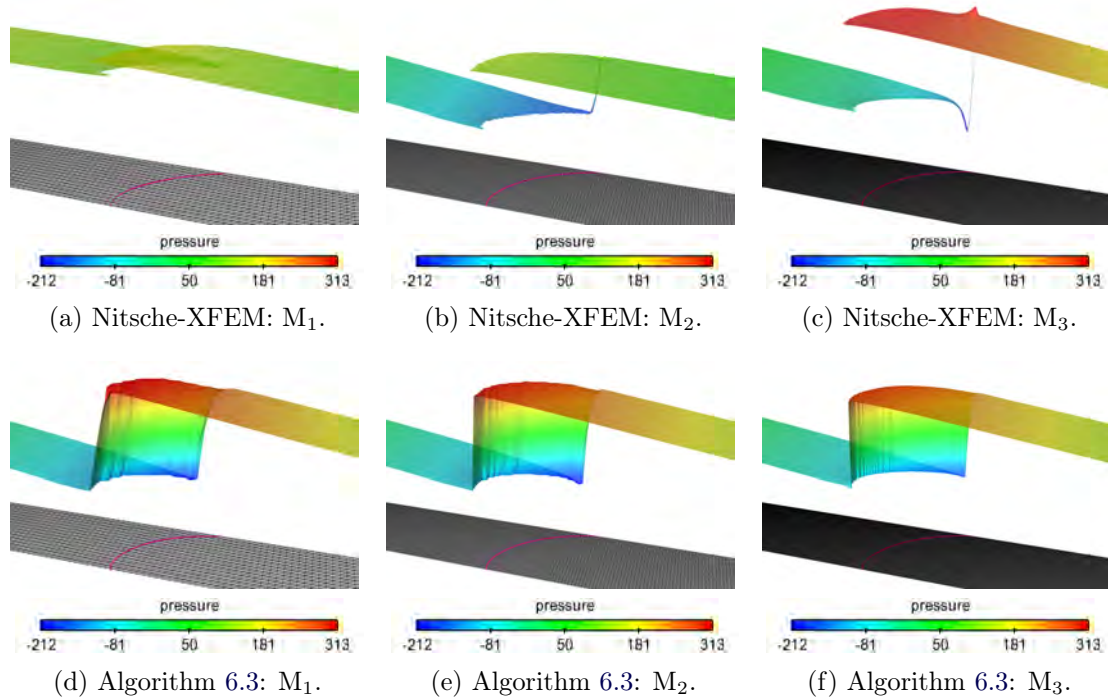 pressure pressure pressure
-212 -81 50 181 313 -212 -81 50 181 313 -212 -81 50 181 313
(a) Nitsche-XFEM: M₁. (b) Nitsche-XFEM: M₂. (c) Nitsche-XFEM: M₃.
pressure pressure pressure
-212 -81 50 181 313 -212 -81 50 181 313 -212 -81 50 181 313
(d) Algorithm 6.3: M₁. (e) Algorithm 6.3: M₂. (f) Algorithm 6.3: M₃.